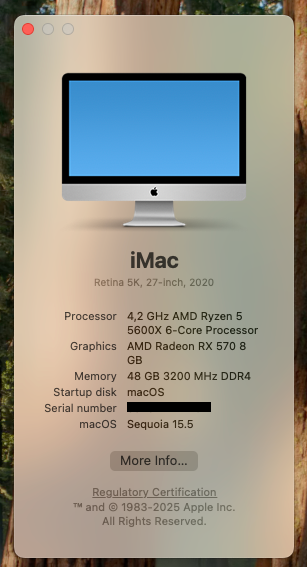 iMac
Retina 5K, 27-inch, 2020
Processor 4,2 GHz AMD Ryzen 5
5600X 6-Core Processor
Graphics AMD Radeon RX 570 8
GB
Memory 48 GB 3200 MHz DDR4
Startup disk macOS
Serial number
macOS Sequoia 15.5
More Info...
Regulatory Certification
™ and © 1983-2025 Apple Inc.
All Rights Reserved.